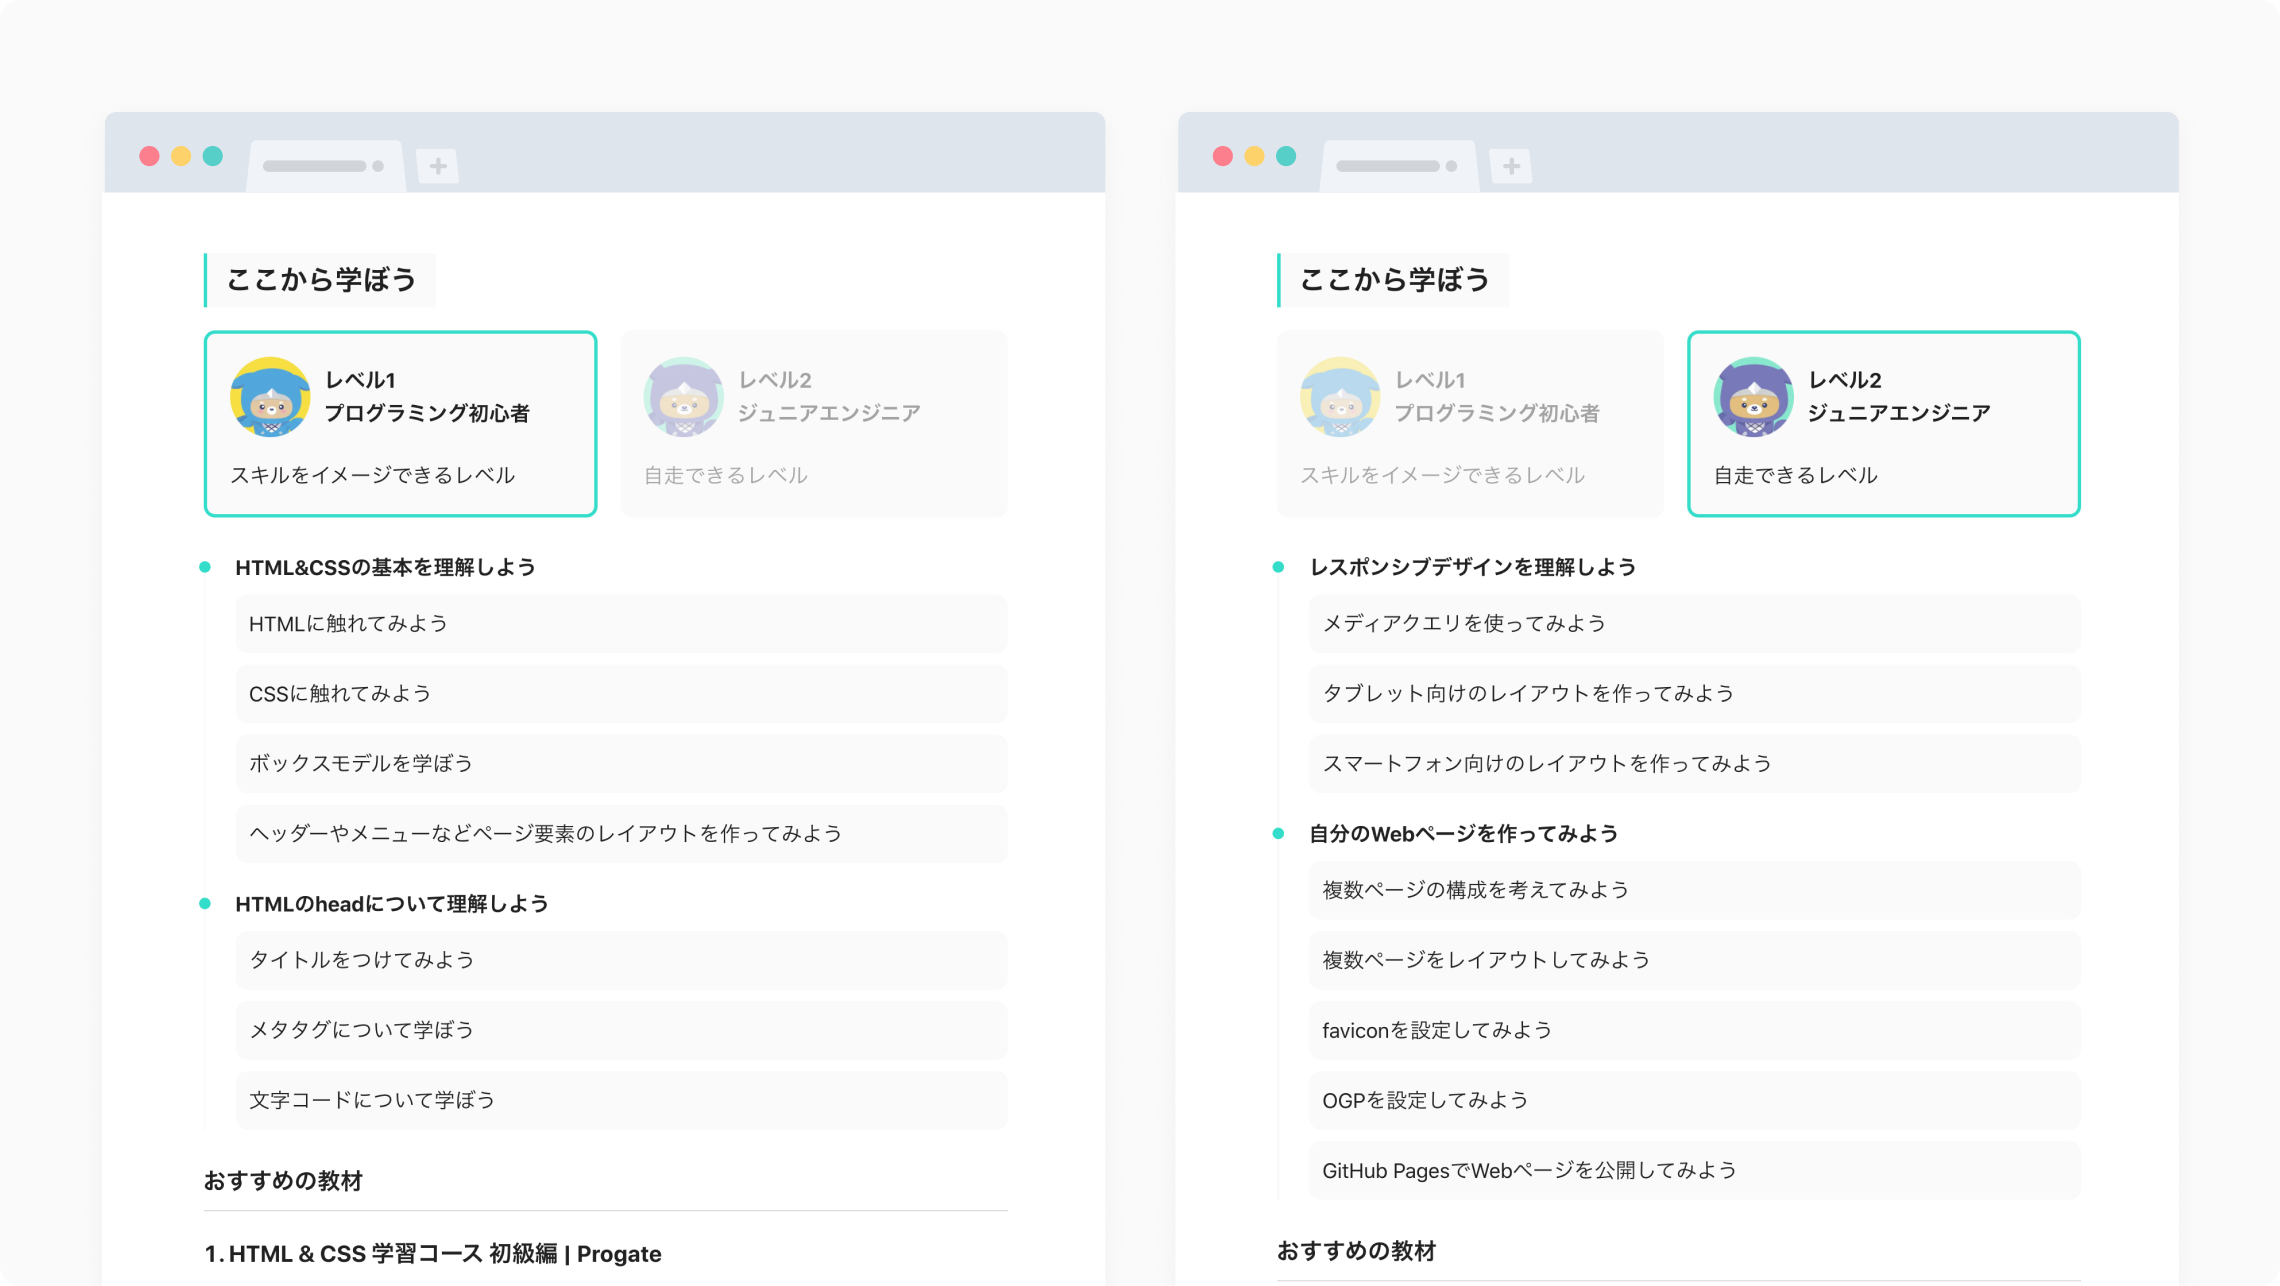 ここから学ぼう
レベル1
プログラミング初心者
スキルをイメージできるレベル
レベル2
ジュニアエンジニア
自走できるレベル
HTML&CSSの基本を理解しよう
HTMLに触れてみよう
CSSに触れてみよう
ボックスモデルを学ぼう
ヘッダーやメニューなどページ要素のレイアウトを作ってみよう
HTMLのheadについて理解しよう
タイトルをつけてみよう
メタタグについて学ぼう
文字コードについて学ぼう
おすすめの教材
1. HTML & CSS 学習コース 初級編 | Progate
ここから学ぼう
レベル1
プログラミング初心者
スキルをイメージできるレベル
レベル2
ジュニアエンジニア
自走できるレベル
レスポンシブデザインを理解しよう
メディアクエリを使ってみよう
タブレット向けのレイアウトを作ってみよう
スマートフォン向けのレイアウトを作ってみよう
自分のWebページを作ってみよう
複数ページの構成を考えてみよう
複数ページをレイアウトしてみよう
faviconを設定してみよう
OGPを設定してみよう
GitHub PagesでWebページを公開してみよう
おすすめの教材